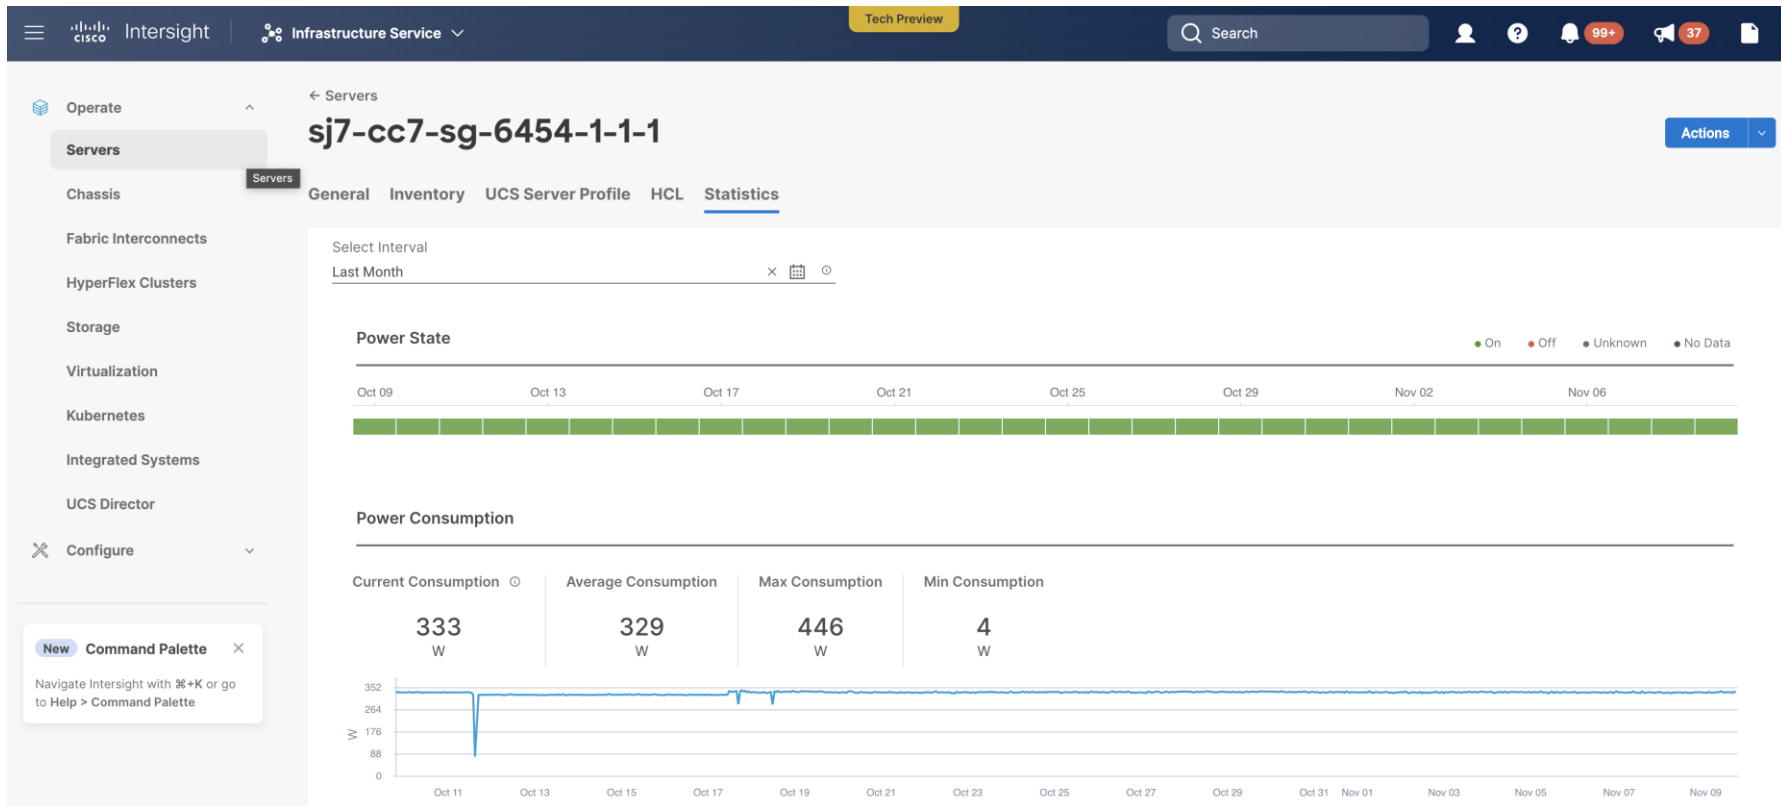 Tech Preview
cisco Intersight Infrastructure Service Search 99+ 37
Operate
Servers
Servers
Chassis
Fabric Interconnects
HyperFlex Clusters
Storage
Virtualization
Kubernetes
Integrated Systems
UCS Director
Configure
New Command Palette
Navigate Intersight with ⌘+K or go
to Help > Command Palette
← Servers
sj7-cc7-sg-6454-1-1-1
Actions
General Inventory UCS Server Profile HCL Statistics
Select Interval
Last Month
Power State
On Off Unknown No Data
Oct 09 Oct 13 Oct 17 Oct 21 Oct 25 Oct 29 Nov 02 Nov 06
Power Consumption
Current Consumption Average Consumption Max Consumption Min Consumption
333 329 446 4
W W W W
352
264
176
88
0
W
Oct 11 Oct 13 Oct 15 Oct 17 Oct 19 Oct 21 Oct 23 Oct 25 Oct 27 Oct 29 Oct 31 Nov 01 Nov 03 Nov 05 Nov 07 Nov 09